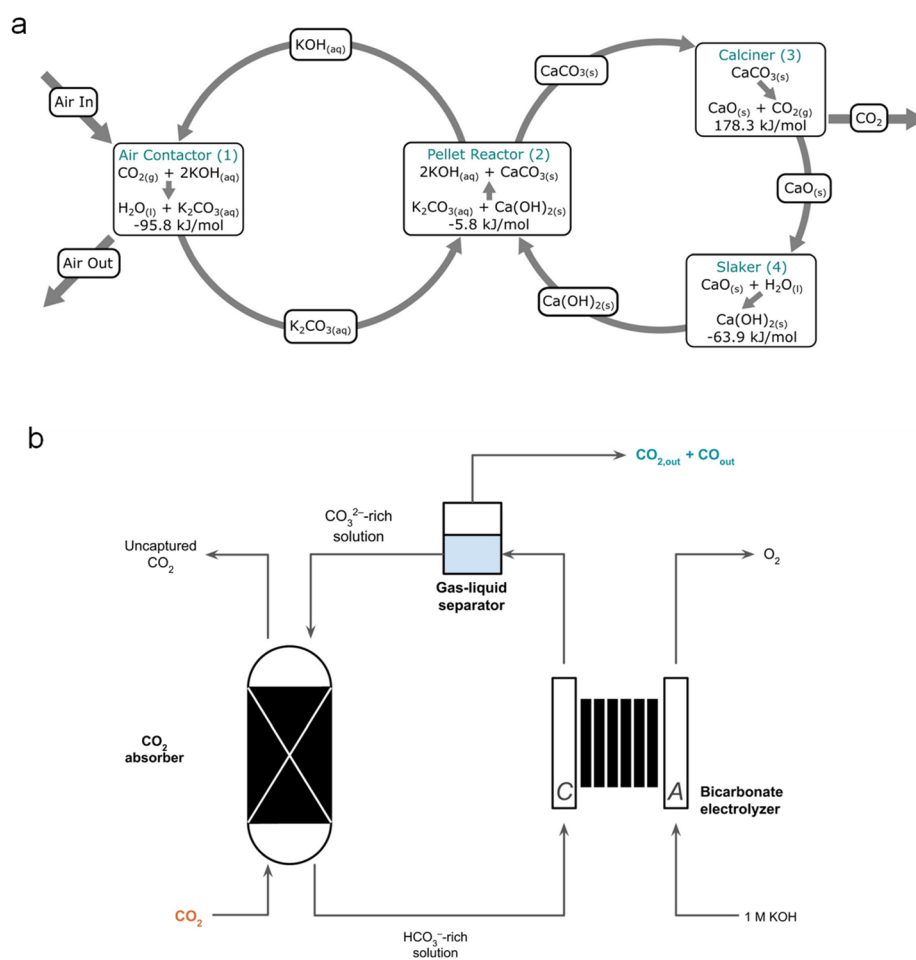 a
KOH(aq)
CaCO₃(s)
Air In
Calciner (3)
CaCO₃(s)
CaO(s) + CO₂(g)
178.3 kJ/mol
CO₂
Air Contactor (1)
CO₂(g) + 2KOH(aq)
H₂O(l) + K₂CO₃(aq)
-95.8 kJ/mol
Pellet Reactor (2)
2KOH(aq) + CaCO₃(s)
K₂CO₃(aq) + Ca(OH)₂(s)
-5.8 kJ/mol
CaO(s)
Air Out
K₂CO₃(aq)
Ca(OH)₂(s)
Slaker (4)
CaO(s) + H₂O(l)
Ca(OH)₂(s)
-63.9 kJ/mol
b
CO₂,out + COout
CO₃²⁻-rich
solution
Uncaptured
CO₂
Gas-liquid
separator
O₂
CO₂
absorber
C
A
Bicarbonate
electrolyzer
CO₂
HCO₃⁻-rich
solution
1 M KOH